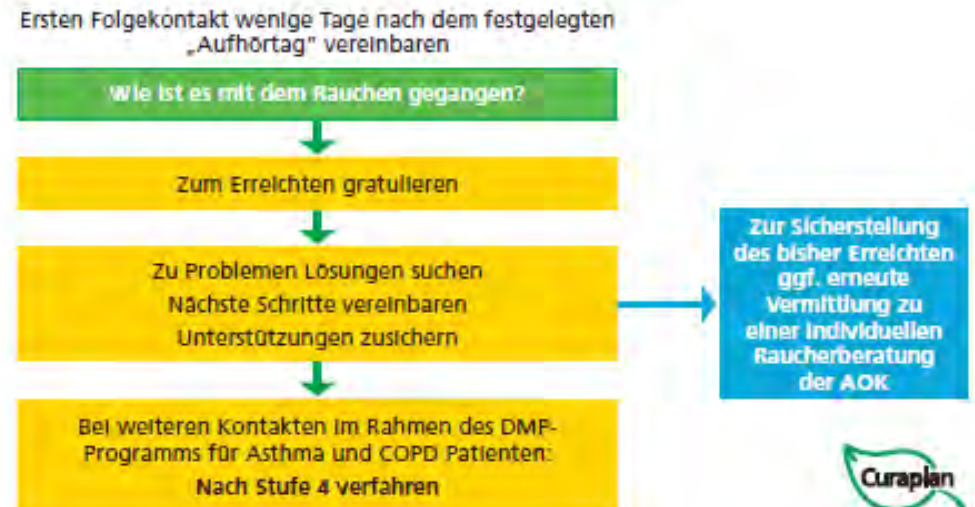 Ersten Folgekontakt wenige Tage nach dem festgelegten
„Aufhörtag" vereinbaren
Wie ist es mit dem Rauchen gegangen?
Zum Erreichten gratulieren
Zu Problemen Lösungen suchen
Nächste Schritte vereinbaren
Unterstützungen zusichern
Zur Sicherstellung
des bisher Erreichten
ggf. erneute
Vermittlung zu
einer individuellen
Raucherberatung
der AOK
Bei weiteren Kontakten im Rahmen des DMP-
Programms für Asthma und COPD Patienten:
Nach Stufe 4 verfahren
Curaplan